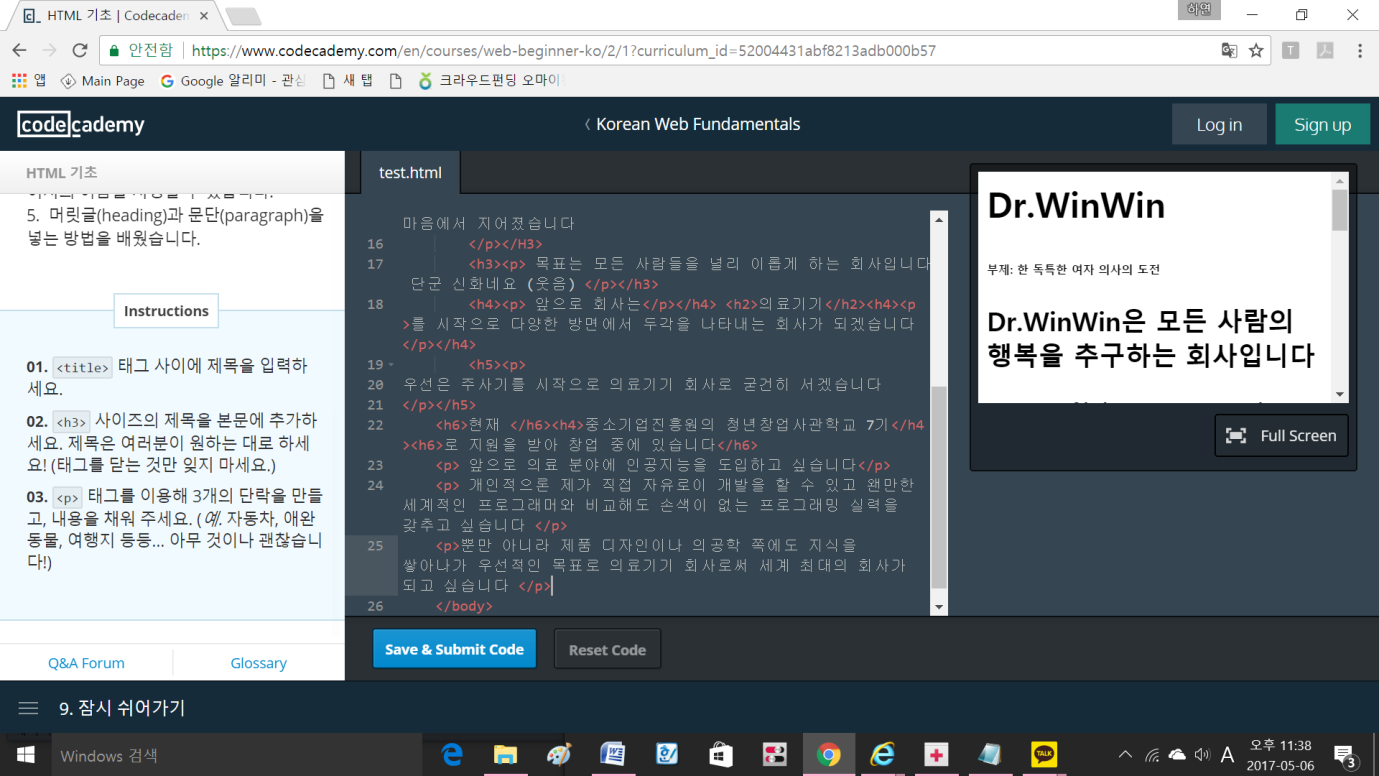 HTML 기초 | Codecaden
하연
안전함
https://www.codecademy.com/en/courses/web-beginner-ko/2/1?curriculum_id=52004431abf8213adb000b57
앱 Main Page Google 알리미 - 관심 새 탭 크라우드펀딩 오마이
codecademy
Korean Web Fundamentals
Log in
Sign up
HTML 기초
5. 머릿글(heading)과 문단(paragraph)을
넣는 방법을 배웠습니다.
Instructions
01. <title> 태그 사이에 제목을 입력하
세요.
02. <h3> 사이즈의 제목을 본문에 추가하
세요. 제목은 여러분이 원하는 대로 하세
요! (태그를 닫는 것만 잊지 마세요.)
03. <p> 태그를 이용해 3개의 단락을 만들
고, 내용을 채워 주세요. (예. 자동차, 애완
동물, 여행지 등등... 아무 것이나 괜찮습니
다!)
Q&A Forum
Glossary
test.html
마음에서 지어졌습니다
16 </p></H3>
17 <h3><p> 목표는 모든 사람들을 널리 이롭게 하는 회사입니다
단군 신화네요 (웃음) </p></h3>
18 <h4><p> 앞으로 회사는</p></h4> <h2>의료기기</h2><h4><p
>를 시작으로 다양한 방면에서 두각을 나타내는 회사가 되겠습니다
</p></h4>
19 <h5><p>
20 우선은 주사기를 시작으로 의료기기 회사로 굳건히 서겠습니다
21 </p></h5>
22 <h6>현재 </h6><h4>중소기업진흥원의 청년창업사관학교 7기</h4
><h6>로 지원을 받아 창업 중에 있습니다</h6>
23 <p> 앞으로 의료 분야에 인공지능을 도입하고 싶습니다</p>
24 <p> 개인적으론 제가 직접 자유로이 개발을 할 수 있고 왠만한
세계적인 프로그래머와 비교해도 손색이 없는 프로그래밍 실력을
갖추고 싶습니다 </p>
25 <p>뿐만 아니라 제품 디자인이나 의공학 쪽에도 지식을
쌓아나가 우선적인 목표로 의료기기 회사로써 세계 최대의 회사가
되고 싶습니다 </p>
26 </body>
Save & Submit Code
Reset Code
Dr.WinWin
부제: 한 독특한 여자 의사의 도전
Dr.WinWin은 모든 사람의
행복을 추구하는 회사입니다
Full Screen
9. 잠시 쉬어가기
Windows 검색
TALK
A
오후 11:38
2017-05-06
3